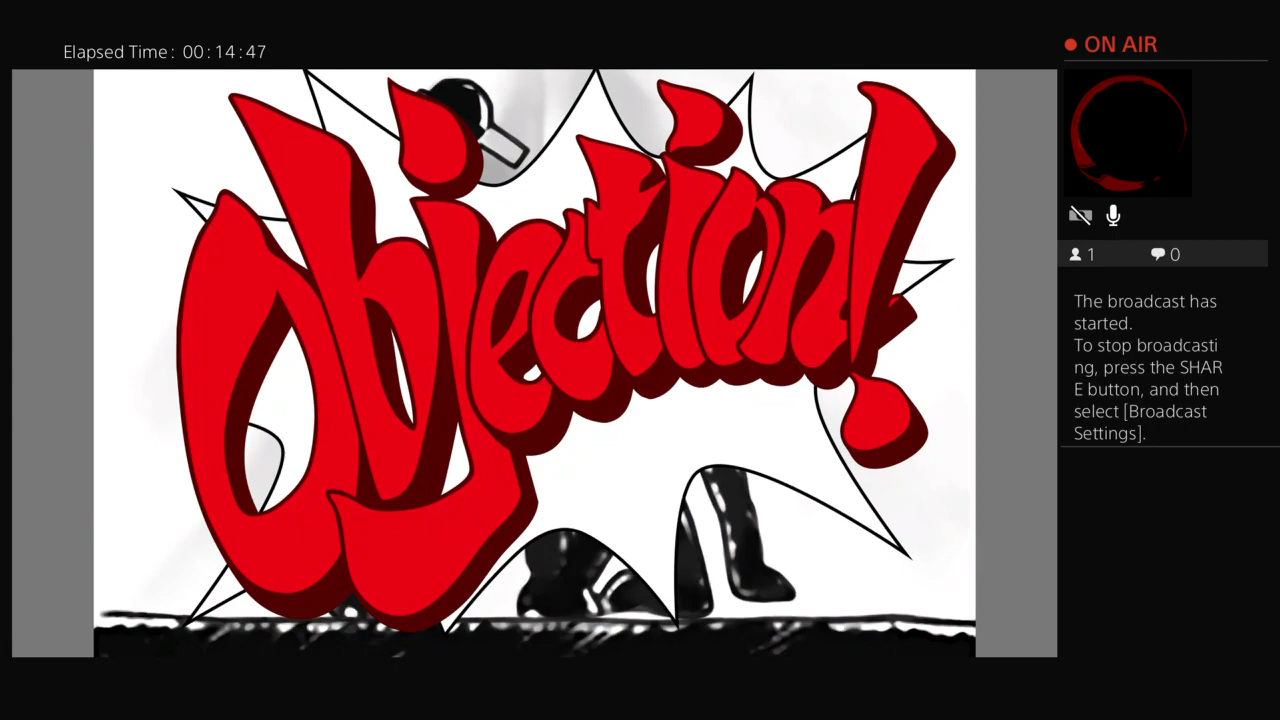 Elapsed Time: 00:14:47
ON AIR
Objection!
1 0
The broadcast has
started.
To stop broadcasti
ng, press the SHAR
E button, and then
select [Broadcast
Settings].